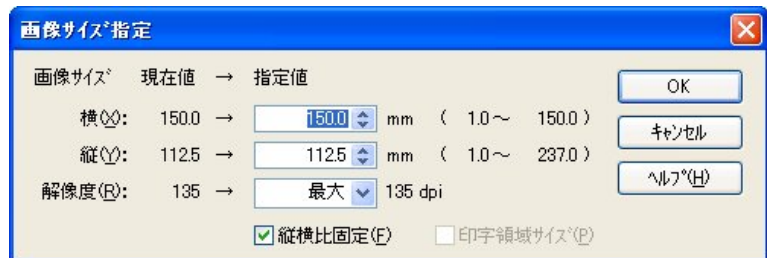 画像サイズ指定
画像サイズ 現在値 → 指定値
横(X): 150.0 → 150.0 mm ( 1.0～ 150.0 )
縦(Y): 112.5 → 112.5 mm ( 1.0～ 237.0 )
解像度(R): 135 → 最大 135 dpi
縦横比固定(F) 印字領域サイズ(P)
OK
キャンセル
ヘルプ(H)